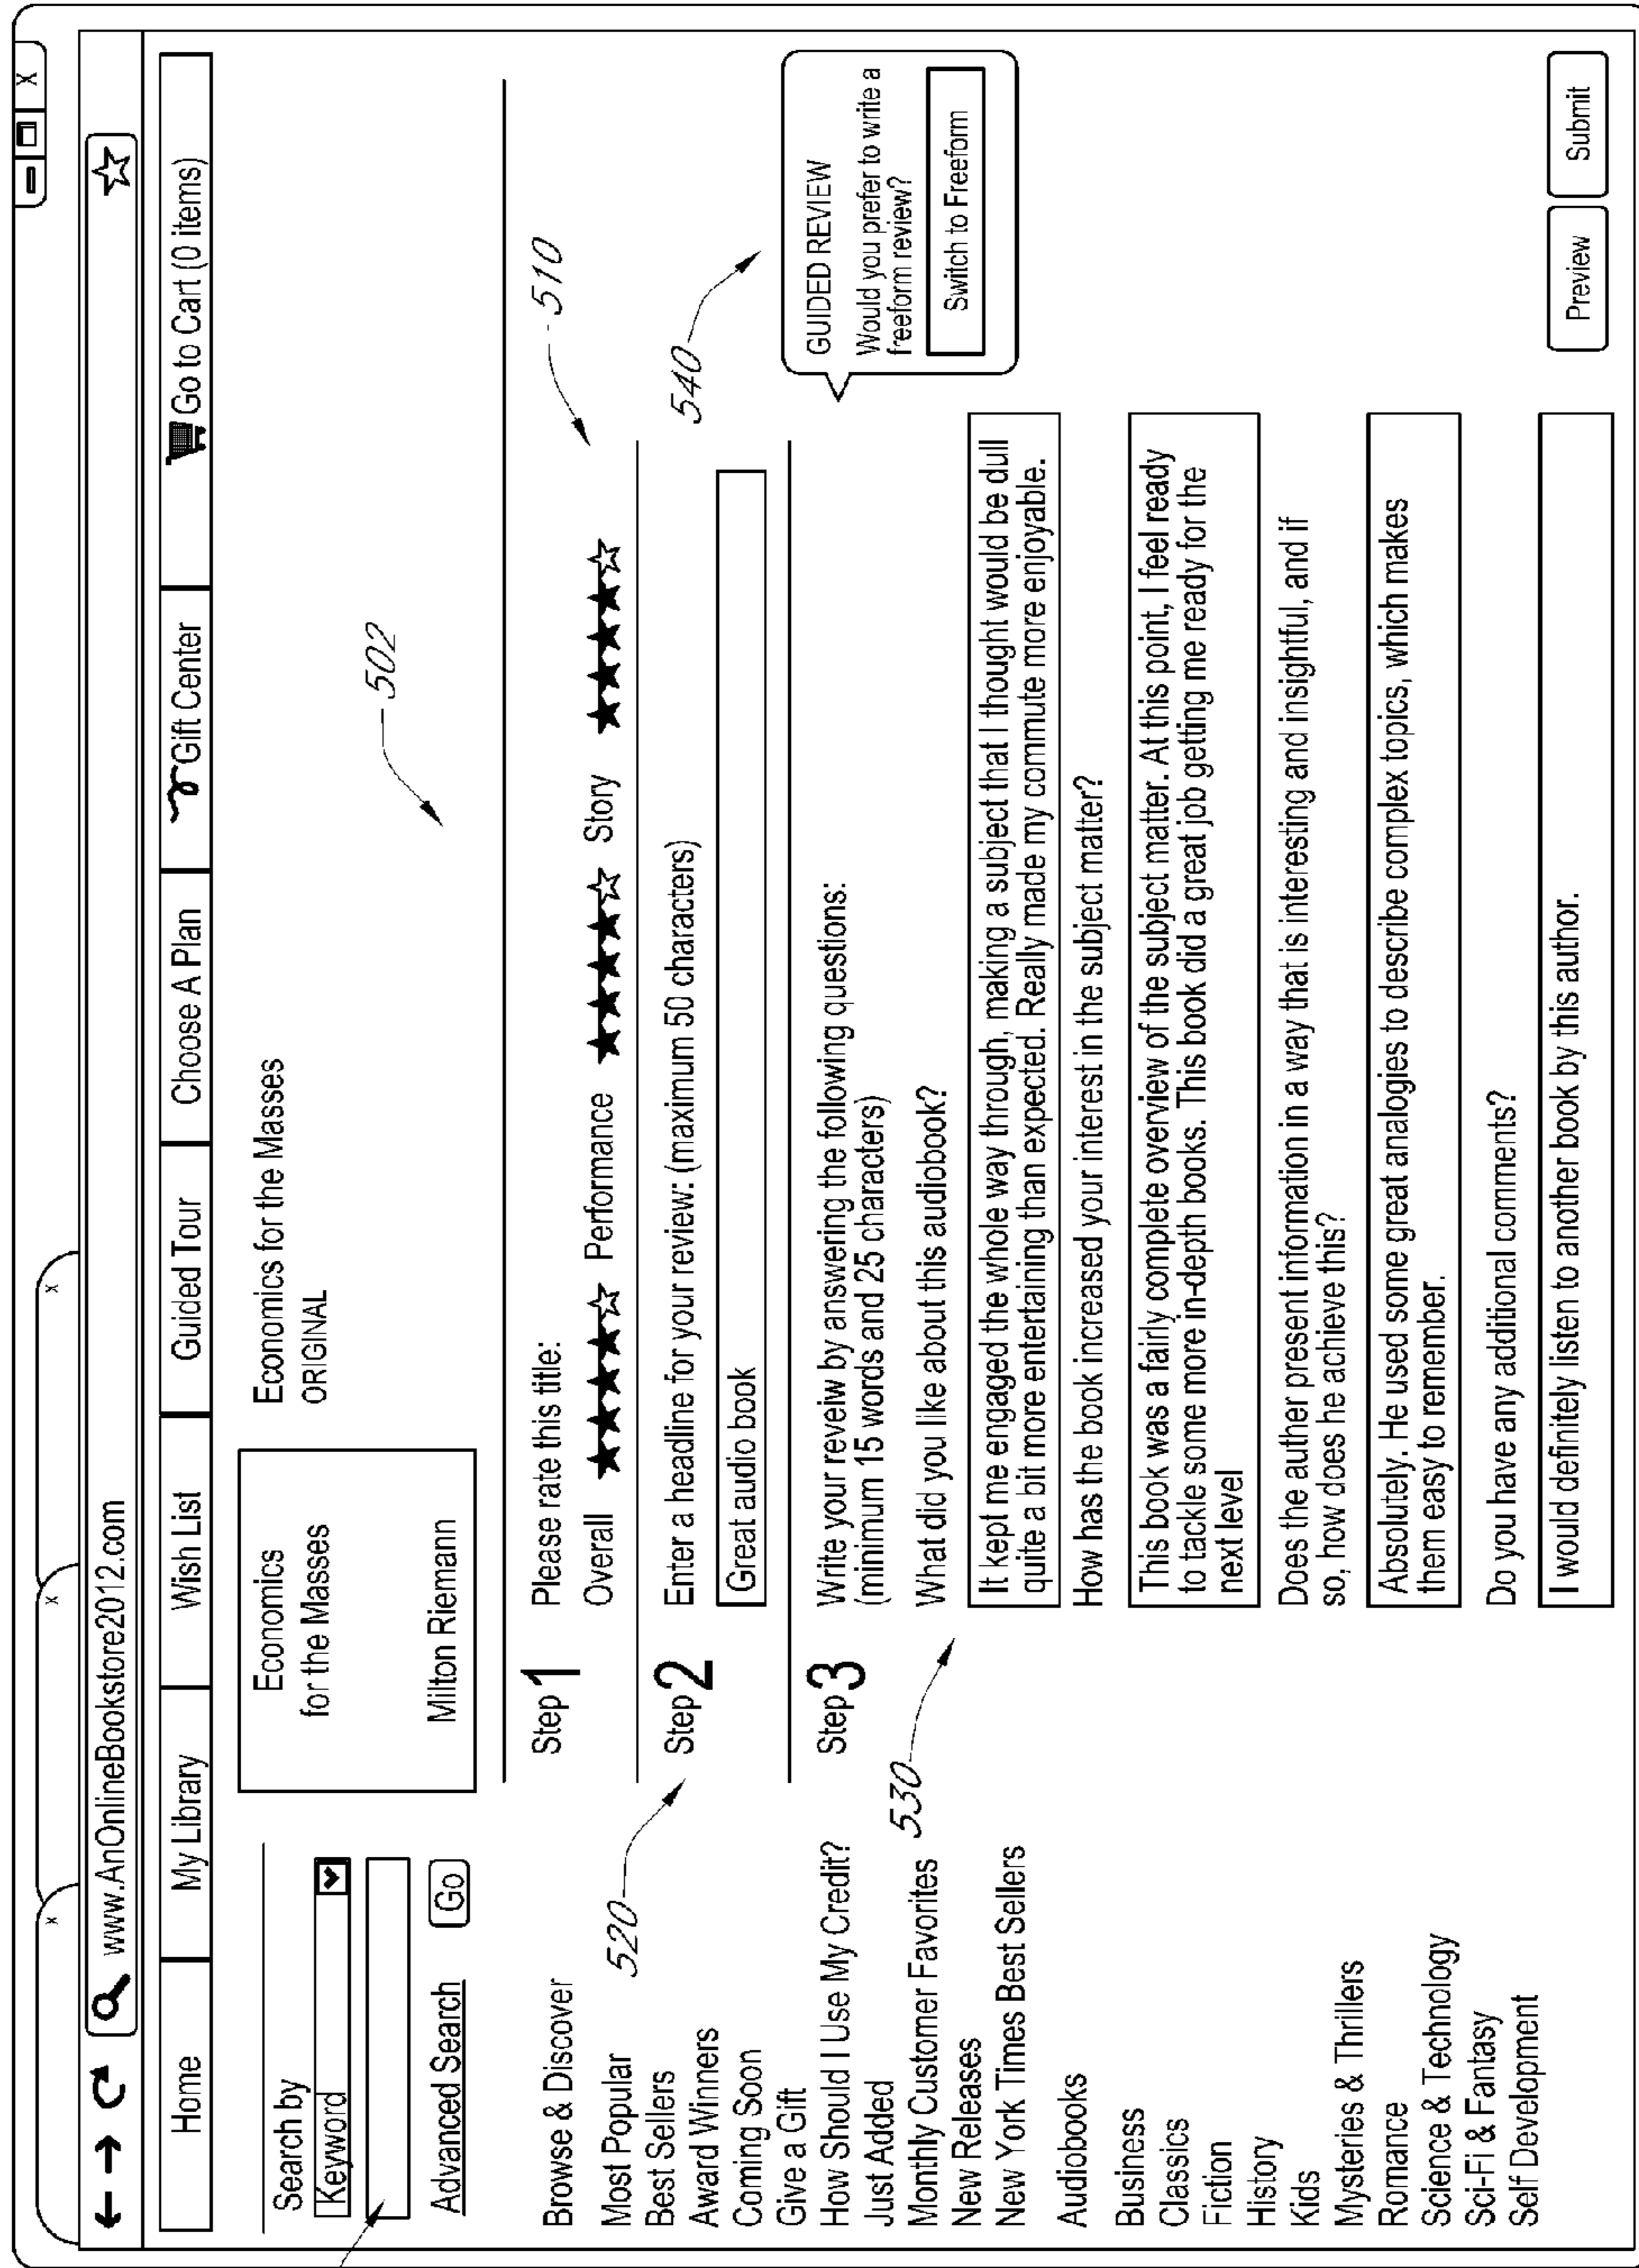 X
x
x
x
www.AnOnlineBookstore2012.com
Home
My Library
Wish List
Guided Tour
Choose A Plan
Gift Center
Go to Cart (0 items)
Search by
Keyword
Go
Advanced Search
Economics
for the Masses
Milton Riemann
Economics for the Masses
ORIGINAL
502
Browse & Discover
Most Popular
Best Sellers
Award Winners
Coming Soon
Give a Gift
How Should I Use My Credit?
Just Added
Monthly Customer Favorites
New Releases
New York Times Best Sellers
Audiobooks
Business
Classics
Fiction
History
Kids
Mysteries & Thrillers
Romance
Science & Technology
Sci-Fi & Fantasy
Self Development
Step 1
Please rate this title:
Overall
Performance
Story
510
520
Step 2
Enter a headline for your review: (maximum 50 characters)
Great audio book
540
530
Step 3
Write your reveiw by answering the following questions:
(minimum 15 words and 25 characters)
GUIDED REVIEW
Would you prefer to write a
freeform review?
Switch to Freeform
What did you like about this audiobook?
It kept me engaged the whole way through, making a subject that I thought would be dull
quite a bit more entertaining than expected. Really made my commute more enjoyable.
How has the book increased your interest in the subject matter?
This book was a fairly complete overview of the subject matter. At this point, I feel ready
to tackle some more in-depth books. This book did a great job getting me ready for the
next level
Does the auther present information in a way that is interesting and insightful, and if
so, how does he achieve this?
Absolutely. He used some great analogies to describe complex topics, which makes
them easy to remember.
Do you have any additional comments?
I would definitely listen to another book by this author.
Preview
Submit